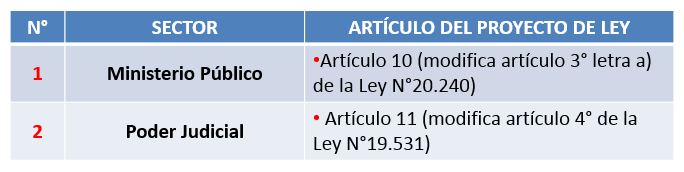 N° SECTOR ARTÍCULO DEL PROYECTO DE LEY
1 Ministerio Público •Artículo 10 (modifica artículo 3° letra a)
de la Ley N°20.240)
2 Poder Judicial • Artículo 11 (modifica artículo 4° de la
Ley N°19.531)